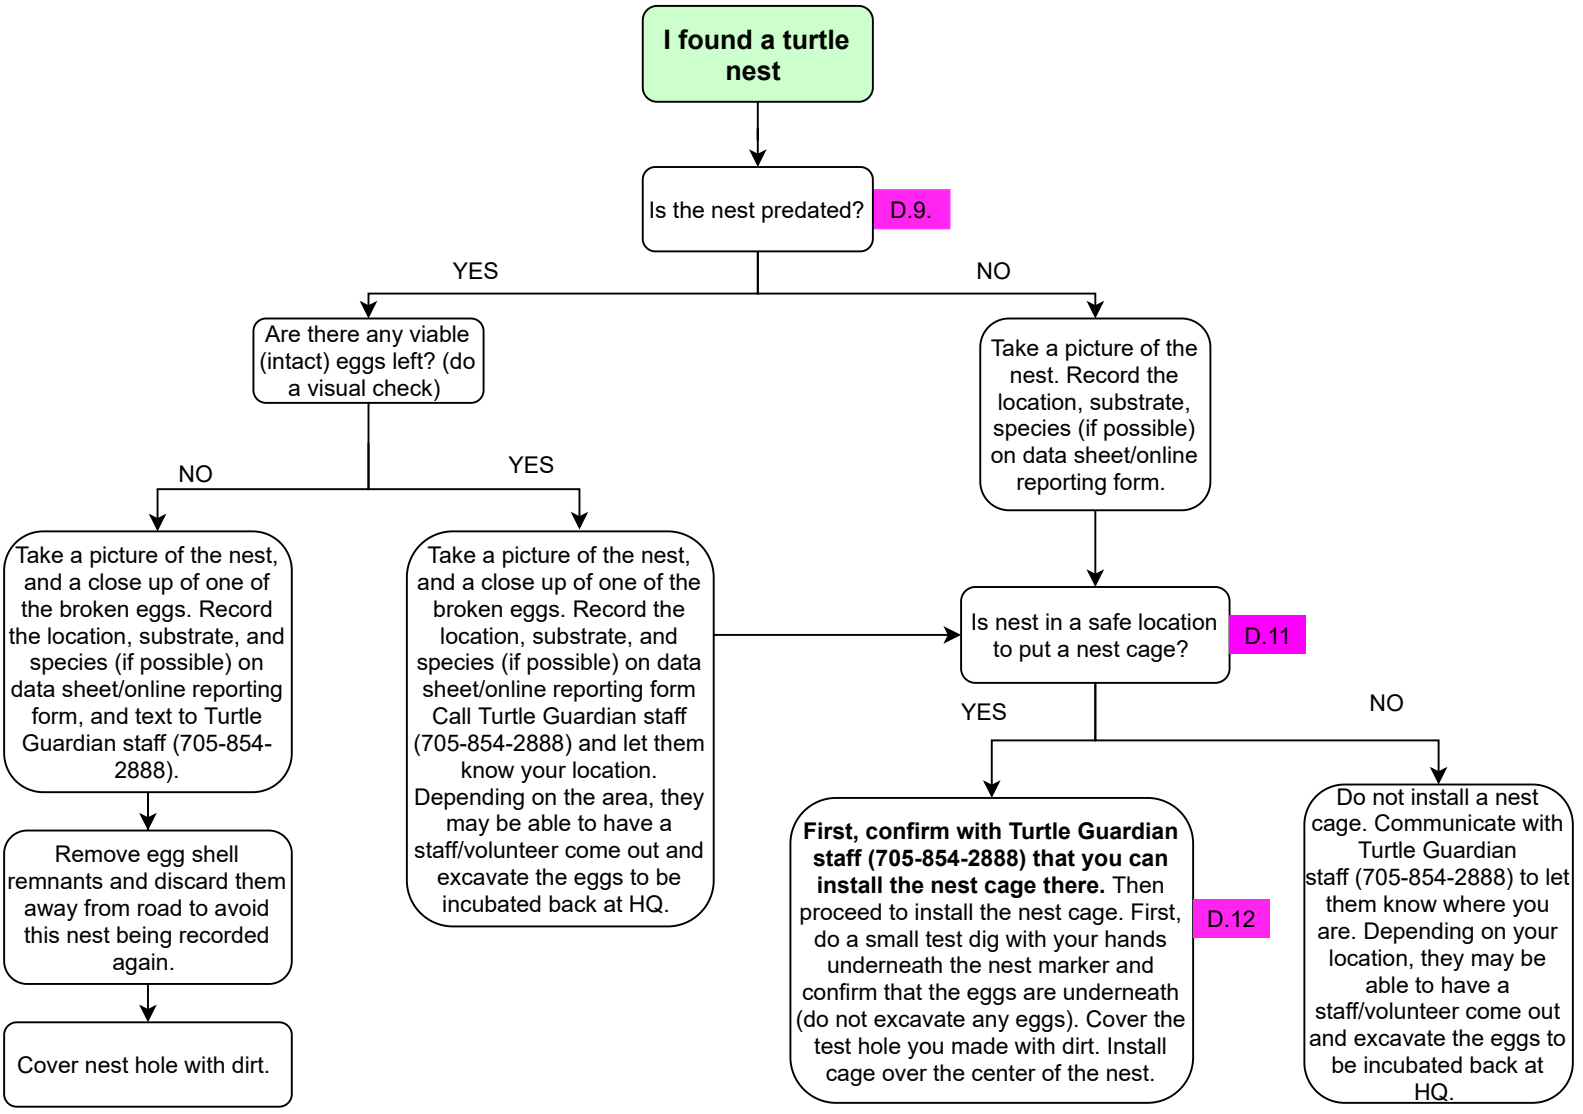 I found a turtle
nest
Is the nest predated?
D.9.
YES
NO
Are there any viable
(intact) eggs left? (do
a visual check)
Take a picture of the
nest. Record the
location, substrate,
species (if possible)
on data sheet/online
reporting form.
NO
YES
Take a picture of the nest,
and a close up of one of
the broken eggs. Record
the location, substrate, and
species (if possible) on
data sheet/online reporting
form, and text to Turtle
Guardian staff (705-854-
2888).
Take a picture of the nest,
and a close up of one of the
broken eggs. Record the
location, substrate, and
species (if possible) on data
sheet/online reporting form
Call Turtle Guardian staff
(705-854-2888) and let them
know your location.
Depending on the area, they
may be able to have a
staff/volunteer come out and
excavate the eggs to be
incubated back at HQ.
Is nest in a safe location
to put a nest cage?
D.11
YES
NO
Remove egg shell
remnants and discard them
away from road to avoid
this nest being recorded
again.
Cover nest hole with dirt.
First, confirm with Turtle Guardian
staff (705-854-2888) that you can
install the nest cage there. Then
proceed to install the nest cage. First,
do a small test dig with your hands
underneath the nest marker and
confirm that the eggs are underneath
(do not excavate any eggs). Cover the
test hole you made with dirt. Install
cage over the center of the nest.
D.12
Do not install a nest
cage. Communicate with
Turtle Guardian
staff (705-854-2888) to let
them know where you
are. Depending on your
location, they may be
able to have a
staff/volunteer come out
and excavate the eggs to
be incubated back at
HQ.